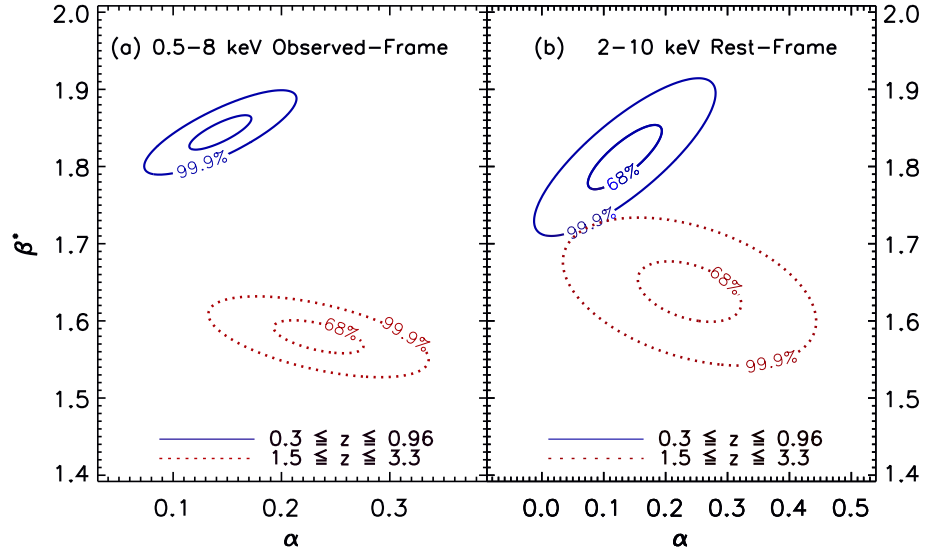 2.0 2.0
(a) 0.5−8 keV Observed−Frame (b) 2−10 keV Rest−Frame
1.9 1.9
99.9% 1.8 68% 1.8
99.9%
1.7 1.7
β*
68%
1.6 68% 99.9% 1.6
99.9%
1.5 1.5
0.3 ≦ z ≦ 0.96 0.3 ≦ z ≦ 0.96
1.5 ≦ z ≦ 3.3 1.5 ≦ z ≦ 3.3
1.4 1.4
0.1 0.2 0.3 0.0 0.1 0.2 0.3 0.4 0.5
α α